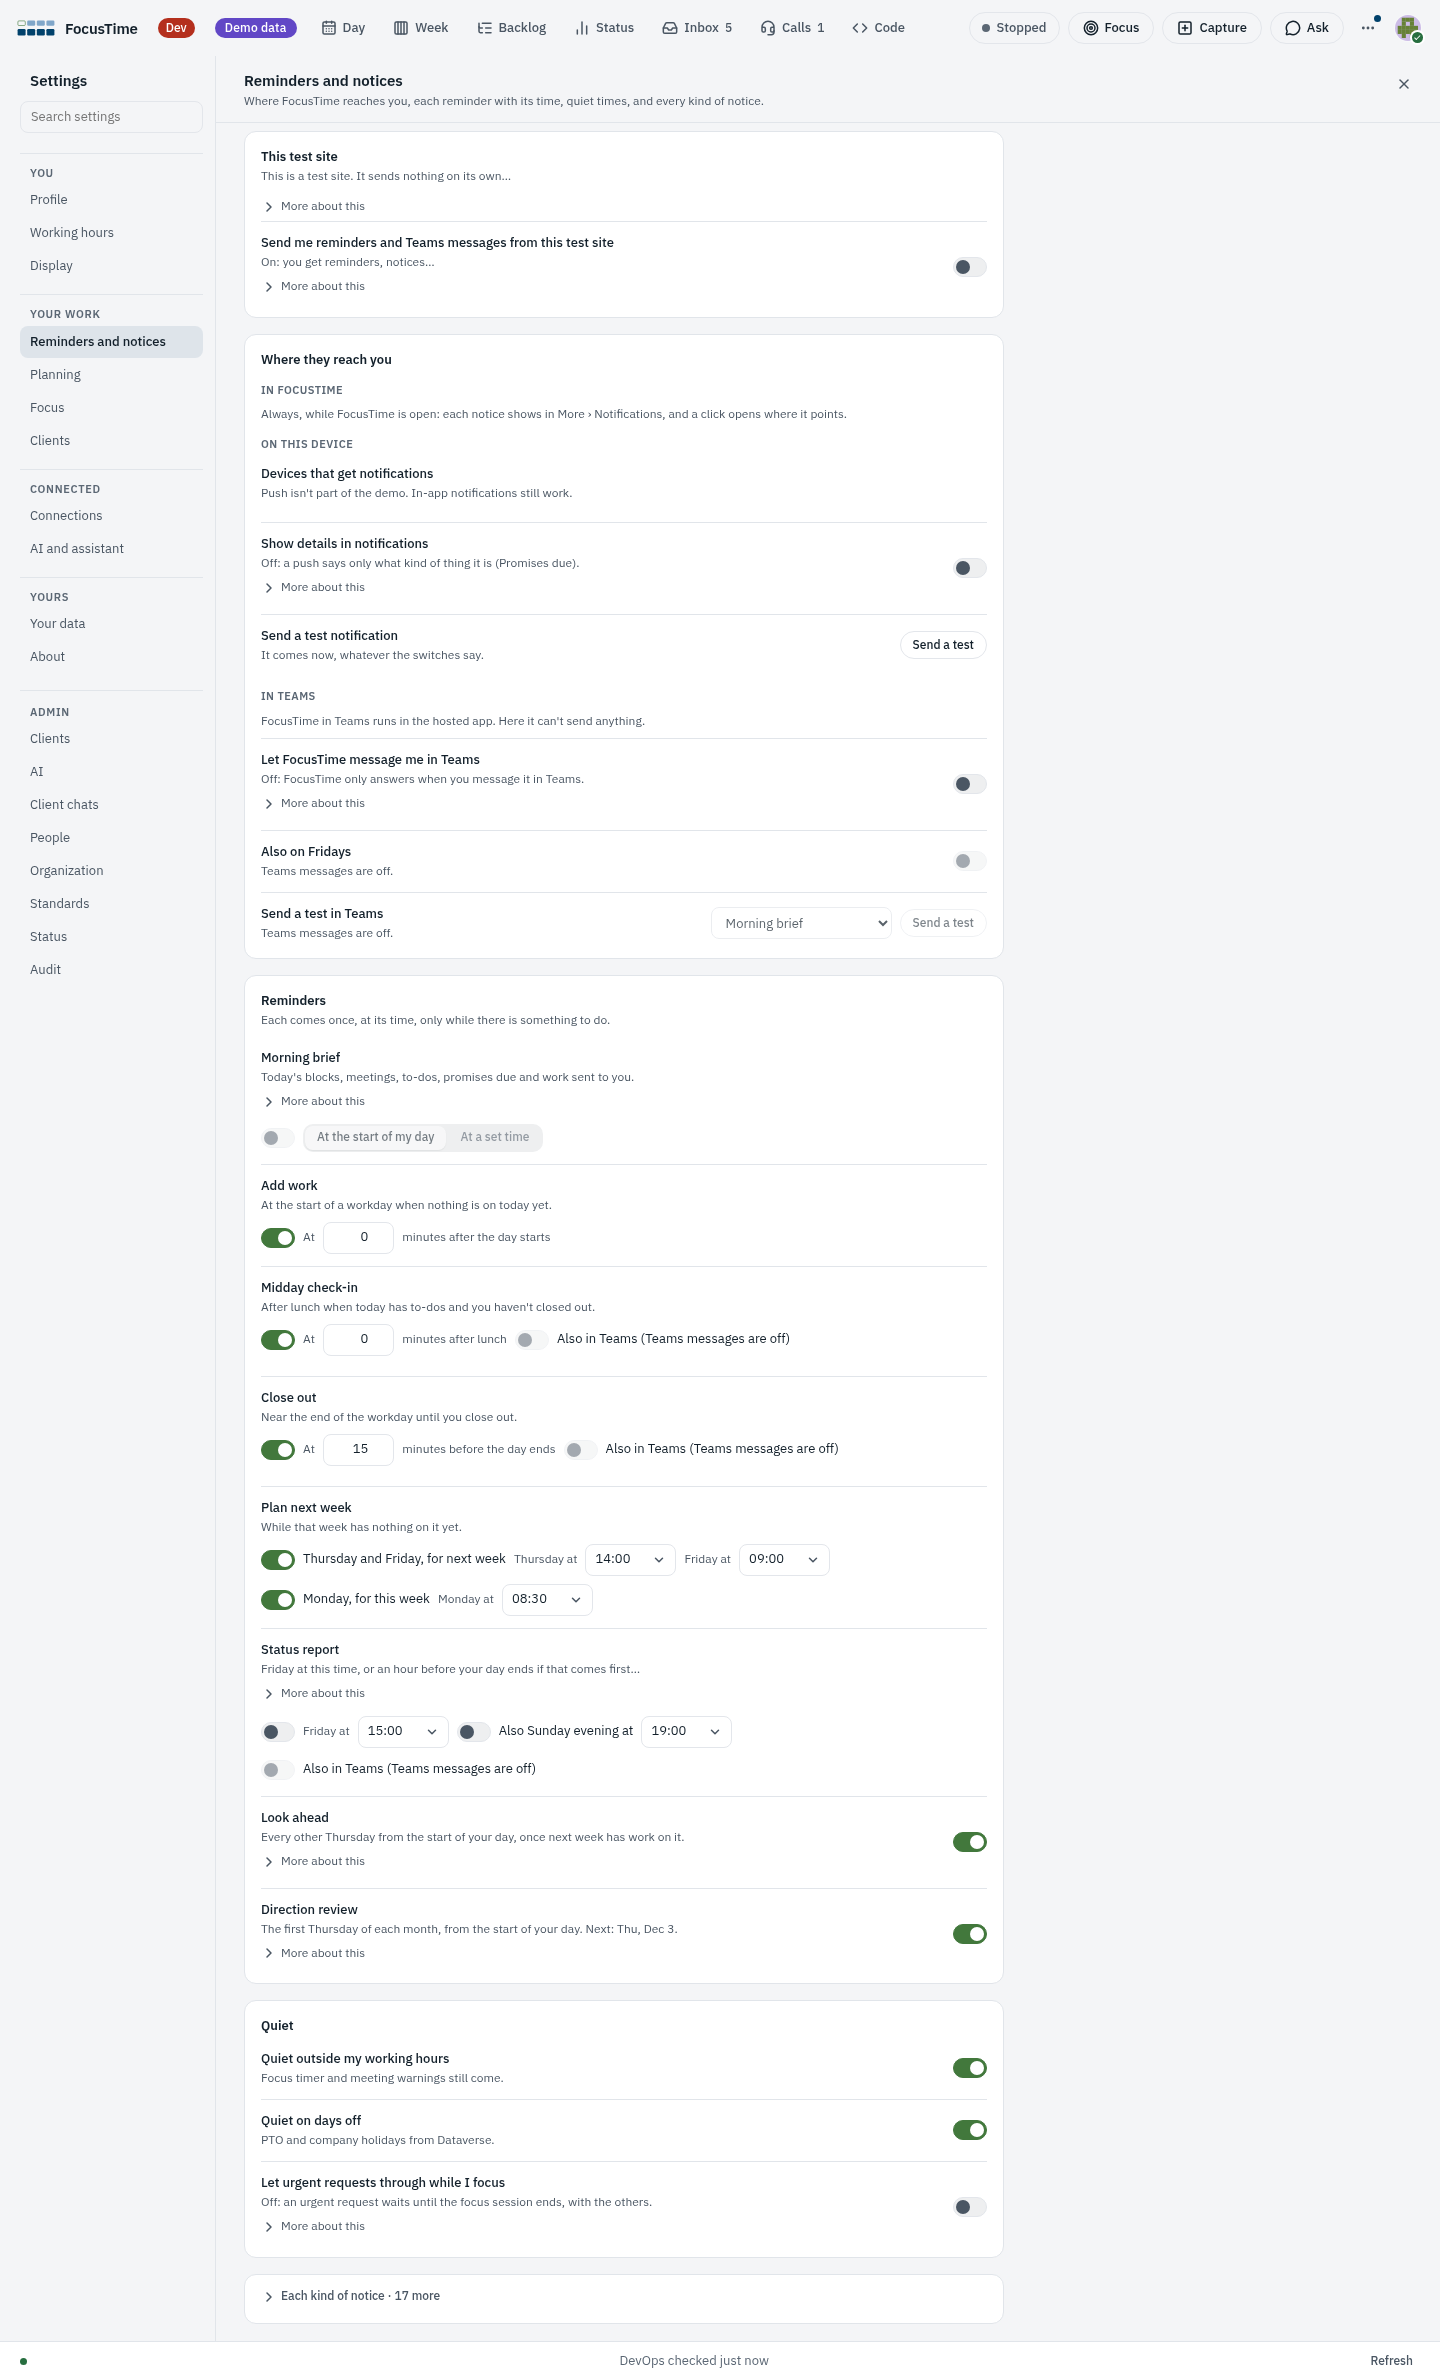 FocusTime
Dev
Demo data
Day
Week
Backlog
Status
Inbox 5
Calls 1
Code
Stopped
Focus
Capture
Ask
Settings
Search settings
YOU
Profile
Working hours
Display
YOUR WORK
Reminders and notices
Planning
Focus
Clients
CONNECTED
Connections
AI and assistant
YOURS
Your data
About
ADMIN
Clients
AI
Client chats
People
Organization
Standards
Status
Audit
Reminders and notices
Where FocusTime reaches you, each reminder with its time, quiet times, and every kind of notice.
This test site
This is a test site. It sends nothing on its own...
More about this
Send me reminders and Teams messages from this test site
On: you get reminders, notices...
More about this
Where they reach you
IN FOCUSTIME
Always, while FocusTime is open: each notice shows in More › Notifications, and a click opens where it points.
ON THIS DEVICE
Devices that get notifications
Push isn't part of the demo. In-app notifications still work.
Show details in notifications
Off: a push says only what kind of thing it is (Promises due).
More about this
Send a test notification
It comes now, whatever the switches say.
Send a test
IN TEAMS
FocusTime in Teams runs in the hosted app. Here it can't send anything.
Let FocusTime message me in Teams
Off: FocusTime only answers when you message it in Teams.
More about this
Also on Fridays
Teams messages are off.
Send a test in Teams
Teams messages are off.
Morning brief
Send a test
Reminders
Each comes once, at its time, only while there is something to do.
Morning brief
Today's blocks, meetings, to-dos, promises due and work sent to you.
More about this
At the start of my day
At a set time
Add work
At the start of a workday when nothing is on today yet.
At 0 minutes after the day starts
Midday check-in
After lunch when today has to-dos and you haven't closed out.
At 0 minutes after lunch Also in Teams (Teams messages are off)
Close out
Near the end of the workday until you close out.
At 15 minutes before the day ends Also in Teams (Teams messages are off)
Plan next week
While that week has nothing on it yet.
Thursday and Friday, for next week Thursday at 14:00 Friday at 09:00
Monday, for this week Monday at 08:30
Status report
Friday at this time, or an hour before your day ends if that comes first...
More about this
Friday at 15:00 Also Sunday evening at 19:00
Also in Teams (Teams messages are off)
Look ahead
Every other Thursday from the start of your day, once next week has work on it.
More about this
Direction review
The first Thursday of each month, from the start of your day. Next: Thu, Dec 3.
More about this
Quiet
Quiet outside my working hours
Focus timer and meeting warnings still come.
Quiet on days off
PTO and company holidays from Dataverse.
Let urgent requests through while I focus
Off: an urgent request waits until the focus session ends, with the others.
More about this
Each kind of notice · 17 more
DevOps checked just now
Refresh